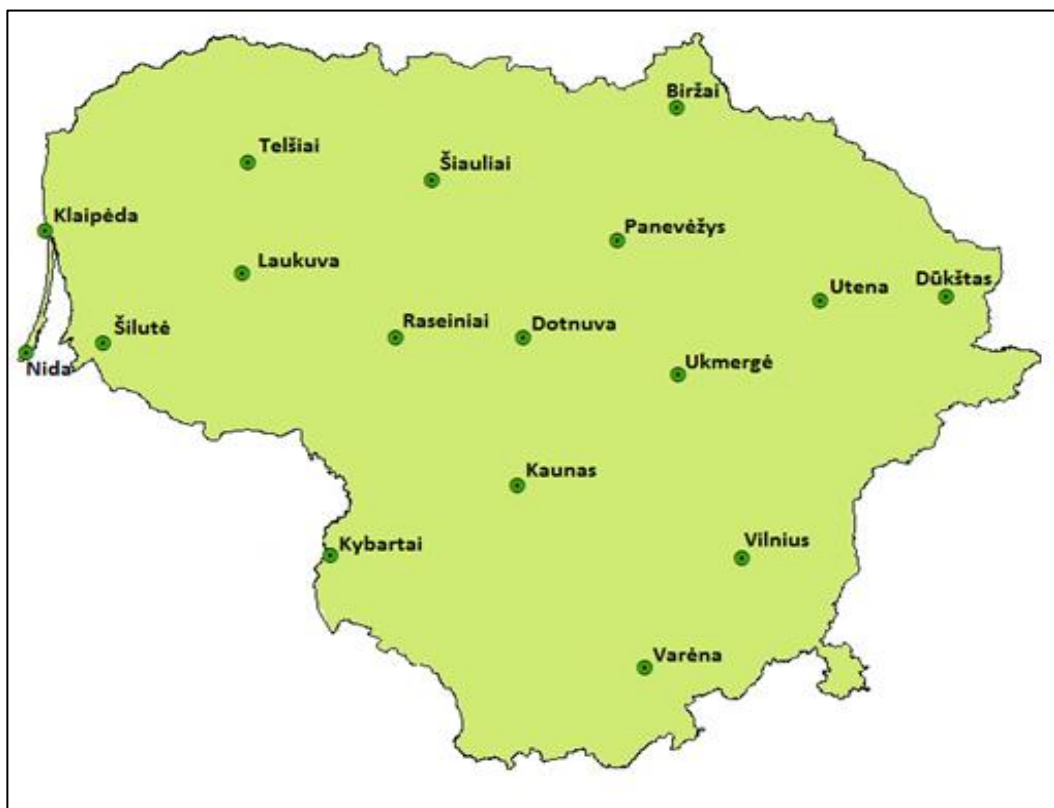 Biržai
Telšiai
Šiauliai
Klaipėda
Panevėžys
Laukuva
Dūkštas
Utena
Šilutė
Raseiniai
Dotnuva
Nida
Ukmergė
Kaunas
Kybartai
Vilnius
Varėna